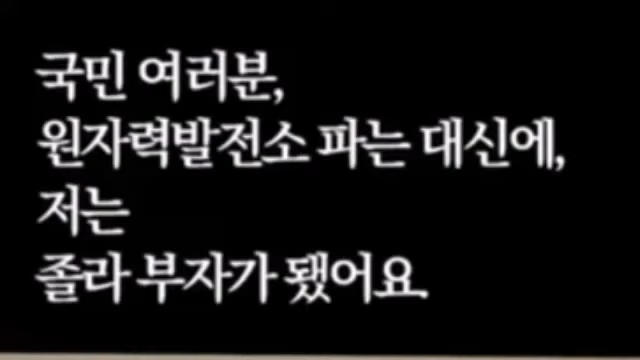 국민 여러분,
원자력발전소 파는 대신에,
저는
졸라 부자가 됐어요.